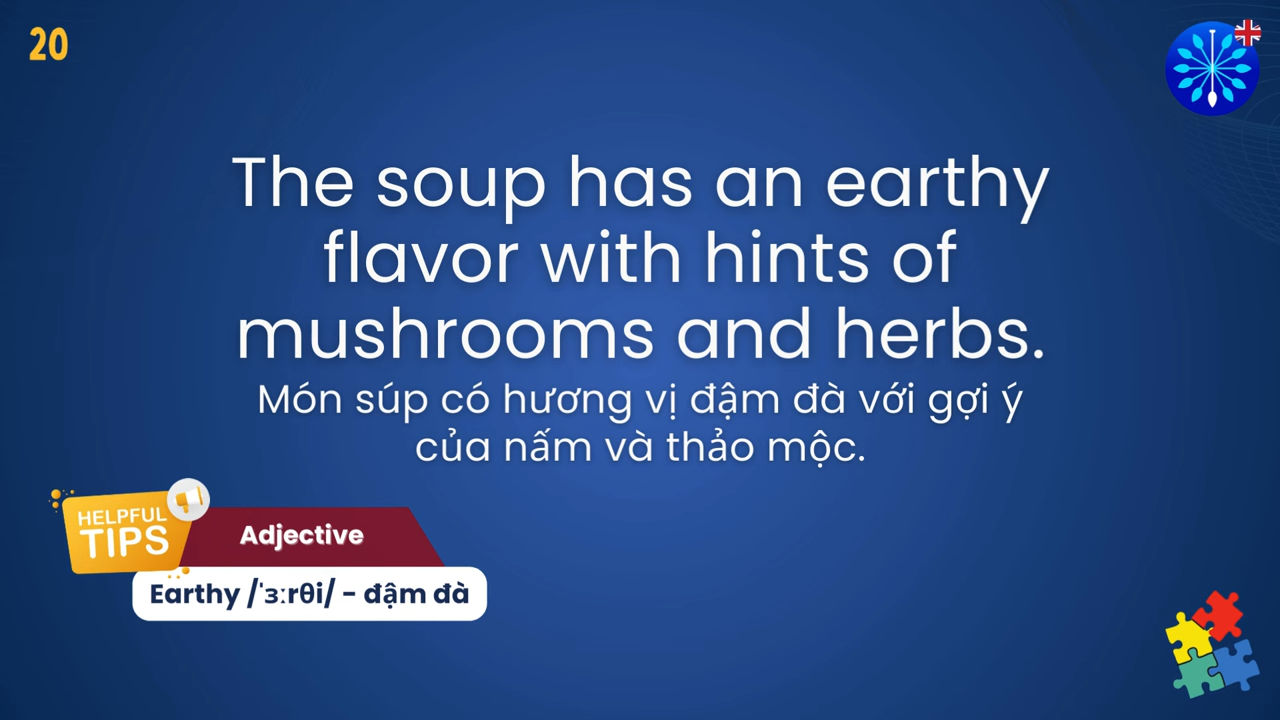 20
The soup has an earthy
flavor with hints of
mushrooms and herbs.
Món súp có hương vị đậm đà với gợi ý
của nấm và thảo mộc.
HELPFUL
TIPS
Adjective
Earthy /ˈɜːrθi/ - đậm đà